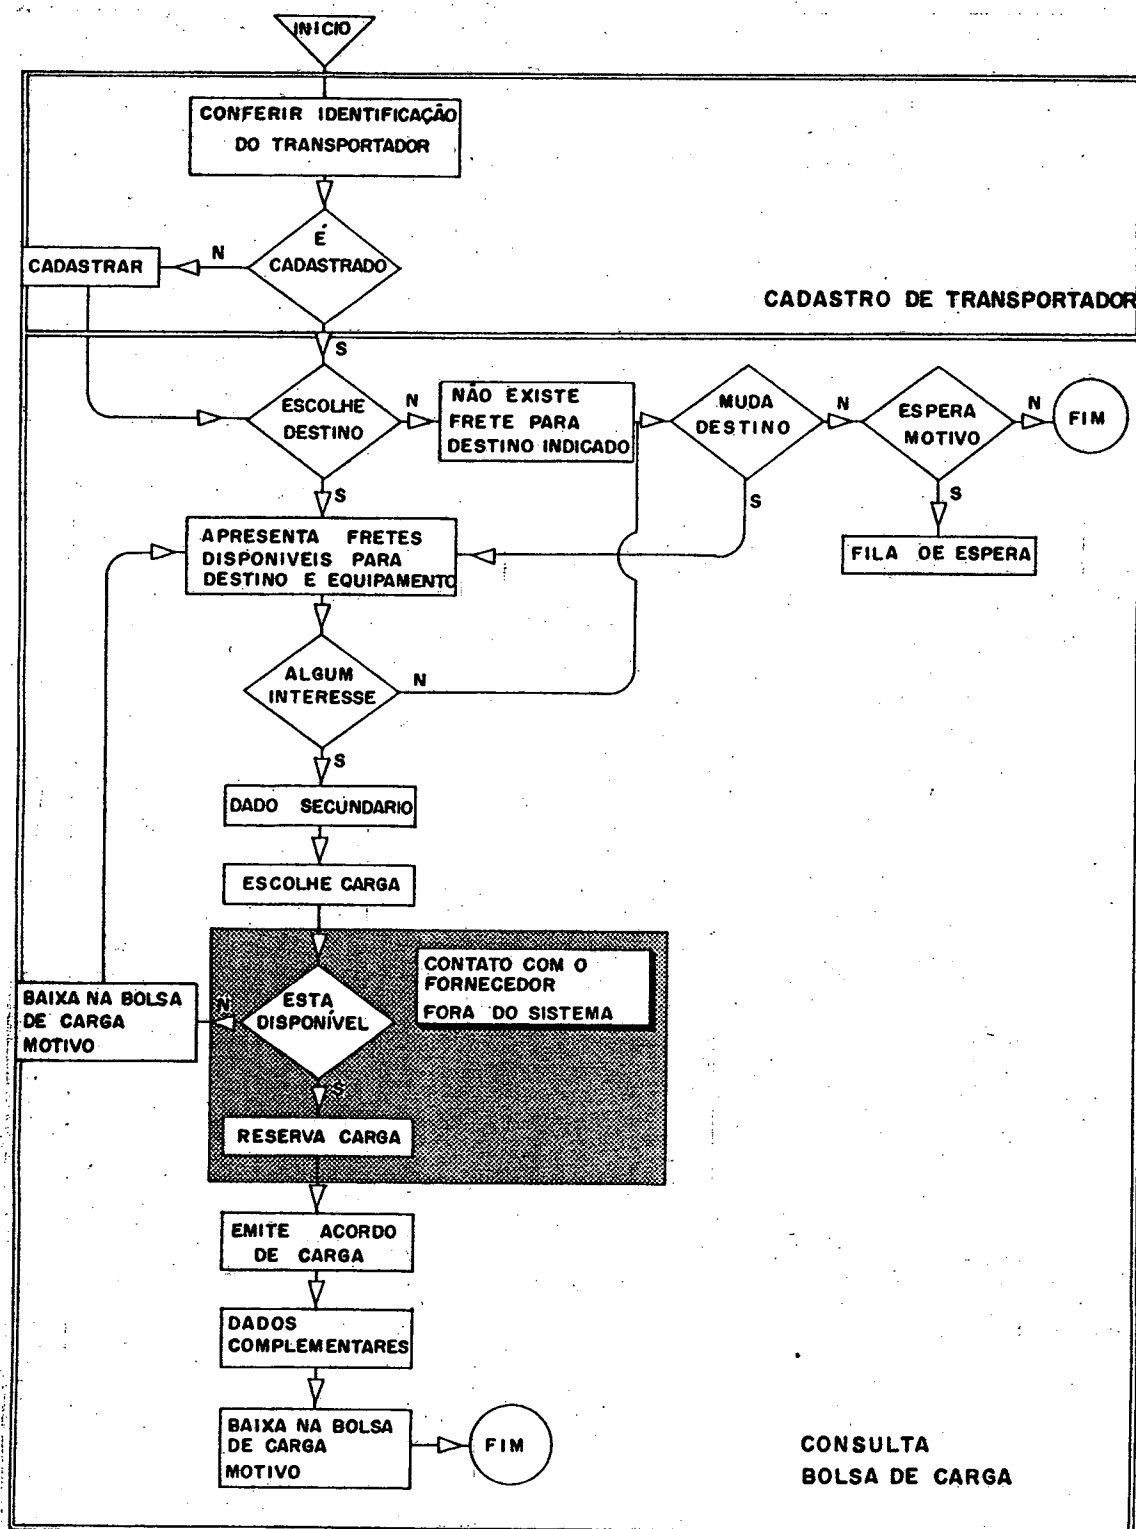 INÍCIO
CONFERIR IDENTIFICAÇÃO
DO TRANSPORTADOR
É
CADASTRADO
N
CADASTRAR
CADASTRO DE TRANSPORTADOR
S
ESCOLHE
DESTINO
N
NÃO EXISTE
FRETE PARA
DESTINO INDICADO
MUDA
DESTINO
N
ESPERA
MOTIVO
N
FIM
S
S
S
APRESENTA FRETES
DISPONIVEIS PARA
DESTINO E EQUIPAMENTO
FILA OE ESPERA
ALGUM
INTERESSE
N
S
DADO SECÚNDARIO
ESCOLHE CARGA
CONTATO COM O
FORNECEDOR
FORA DO SISTEMA
ESTA
DISPONÍVEL
N
BAIXA NA BOLSA
DE CARGA
MOTIVO
S
RESERVA CARGA
EMITE ACORDO
DE CARGA
DADOS
COMPLEMENTARES
BAIXA NA BOLSA
DE CARGA
MOTIVO
FIM
CONSULTA
BOLSA DE CARGA